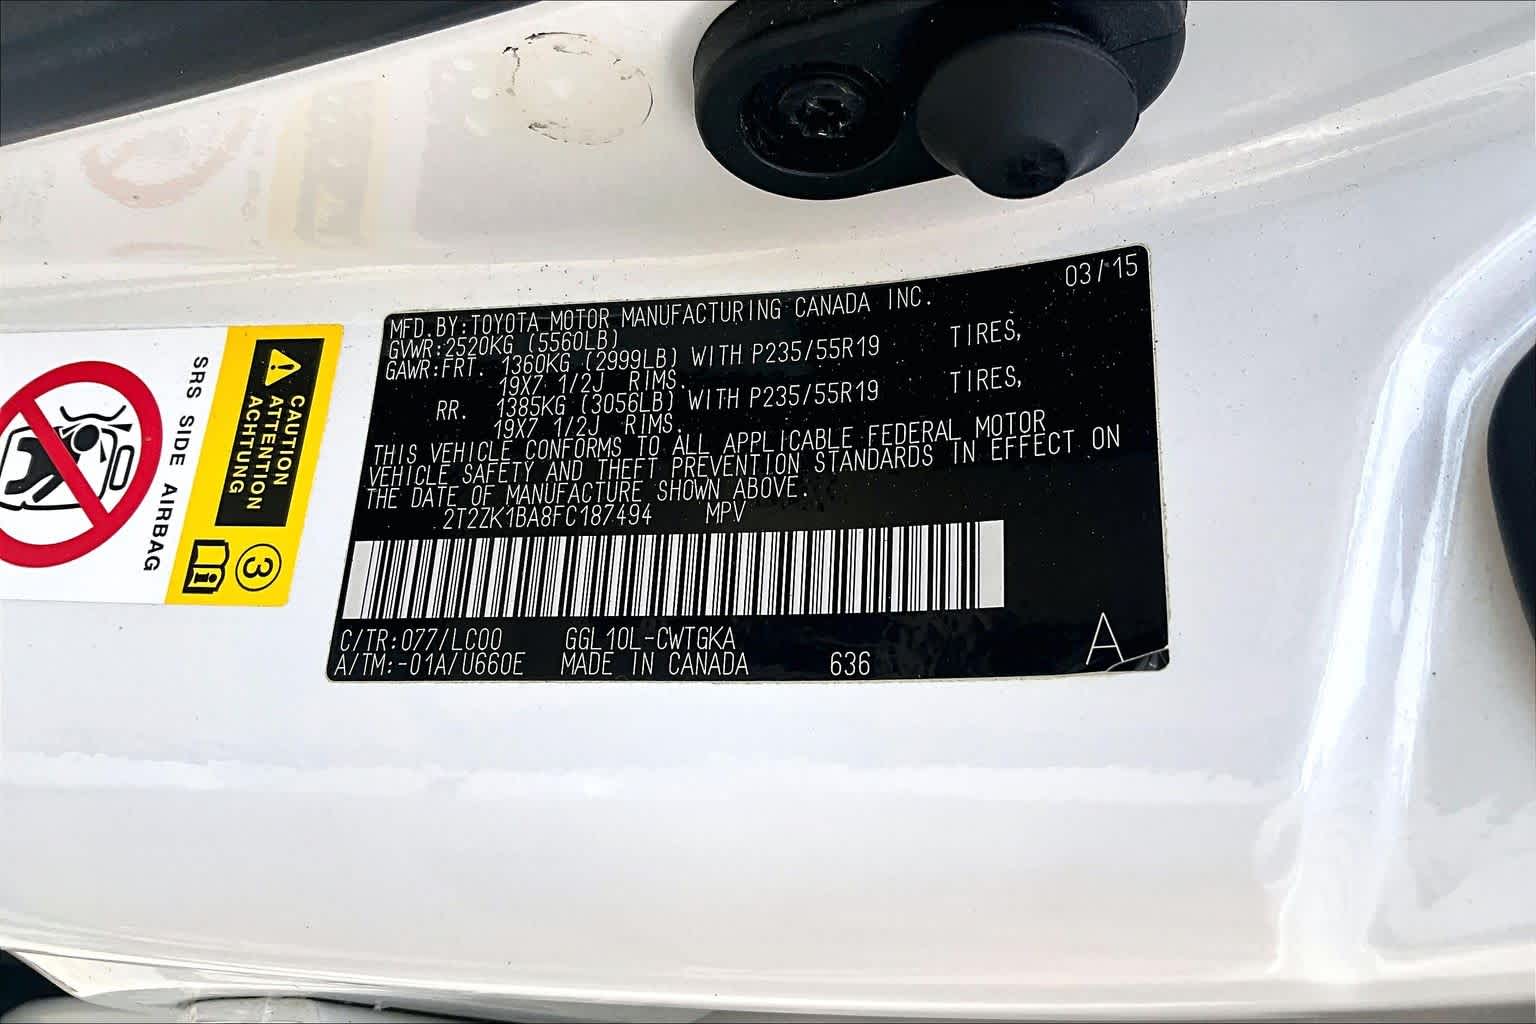 MFD.BY:TOYOTA MOTOR MANUFACTURING CANADA INC. 03/15
GVWR:2520KG (5560LB)
GAWR:FRT. 1360KG (2999LB) WITH P235/55R19 TIRES,
19X7 1/2J RIMS.
RR. 1385KG (3056LB) WITH P235/55R19 TIRES,
19X7 1/2J RIMS.
THIS VEHICLE CONFORMS TO ALL APPLICABLE FEDERAL MOTOR
VEHICLE SAFETY AND THEFT PREVENTION STANDARDS IN EFFECT ON
THE DATE OF MANUFACTURE SHOWN ABOVE.
2T2ZK1BA8FC187494 MPV
C/TR:077/LC00 GGL10L-CWTGKA
A/TM:-01A/U660E MADE IN CANADA 636 A
CAUTION
ATTENTION
ACHTUNG
3
SRS SIDE AIRBAG